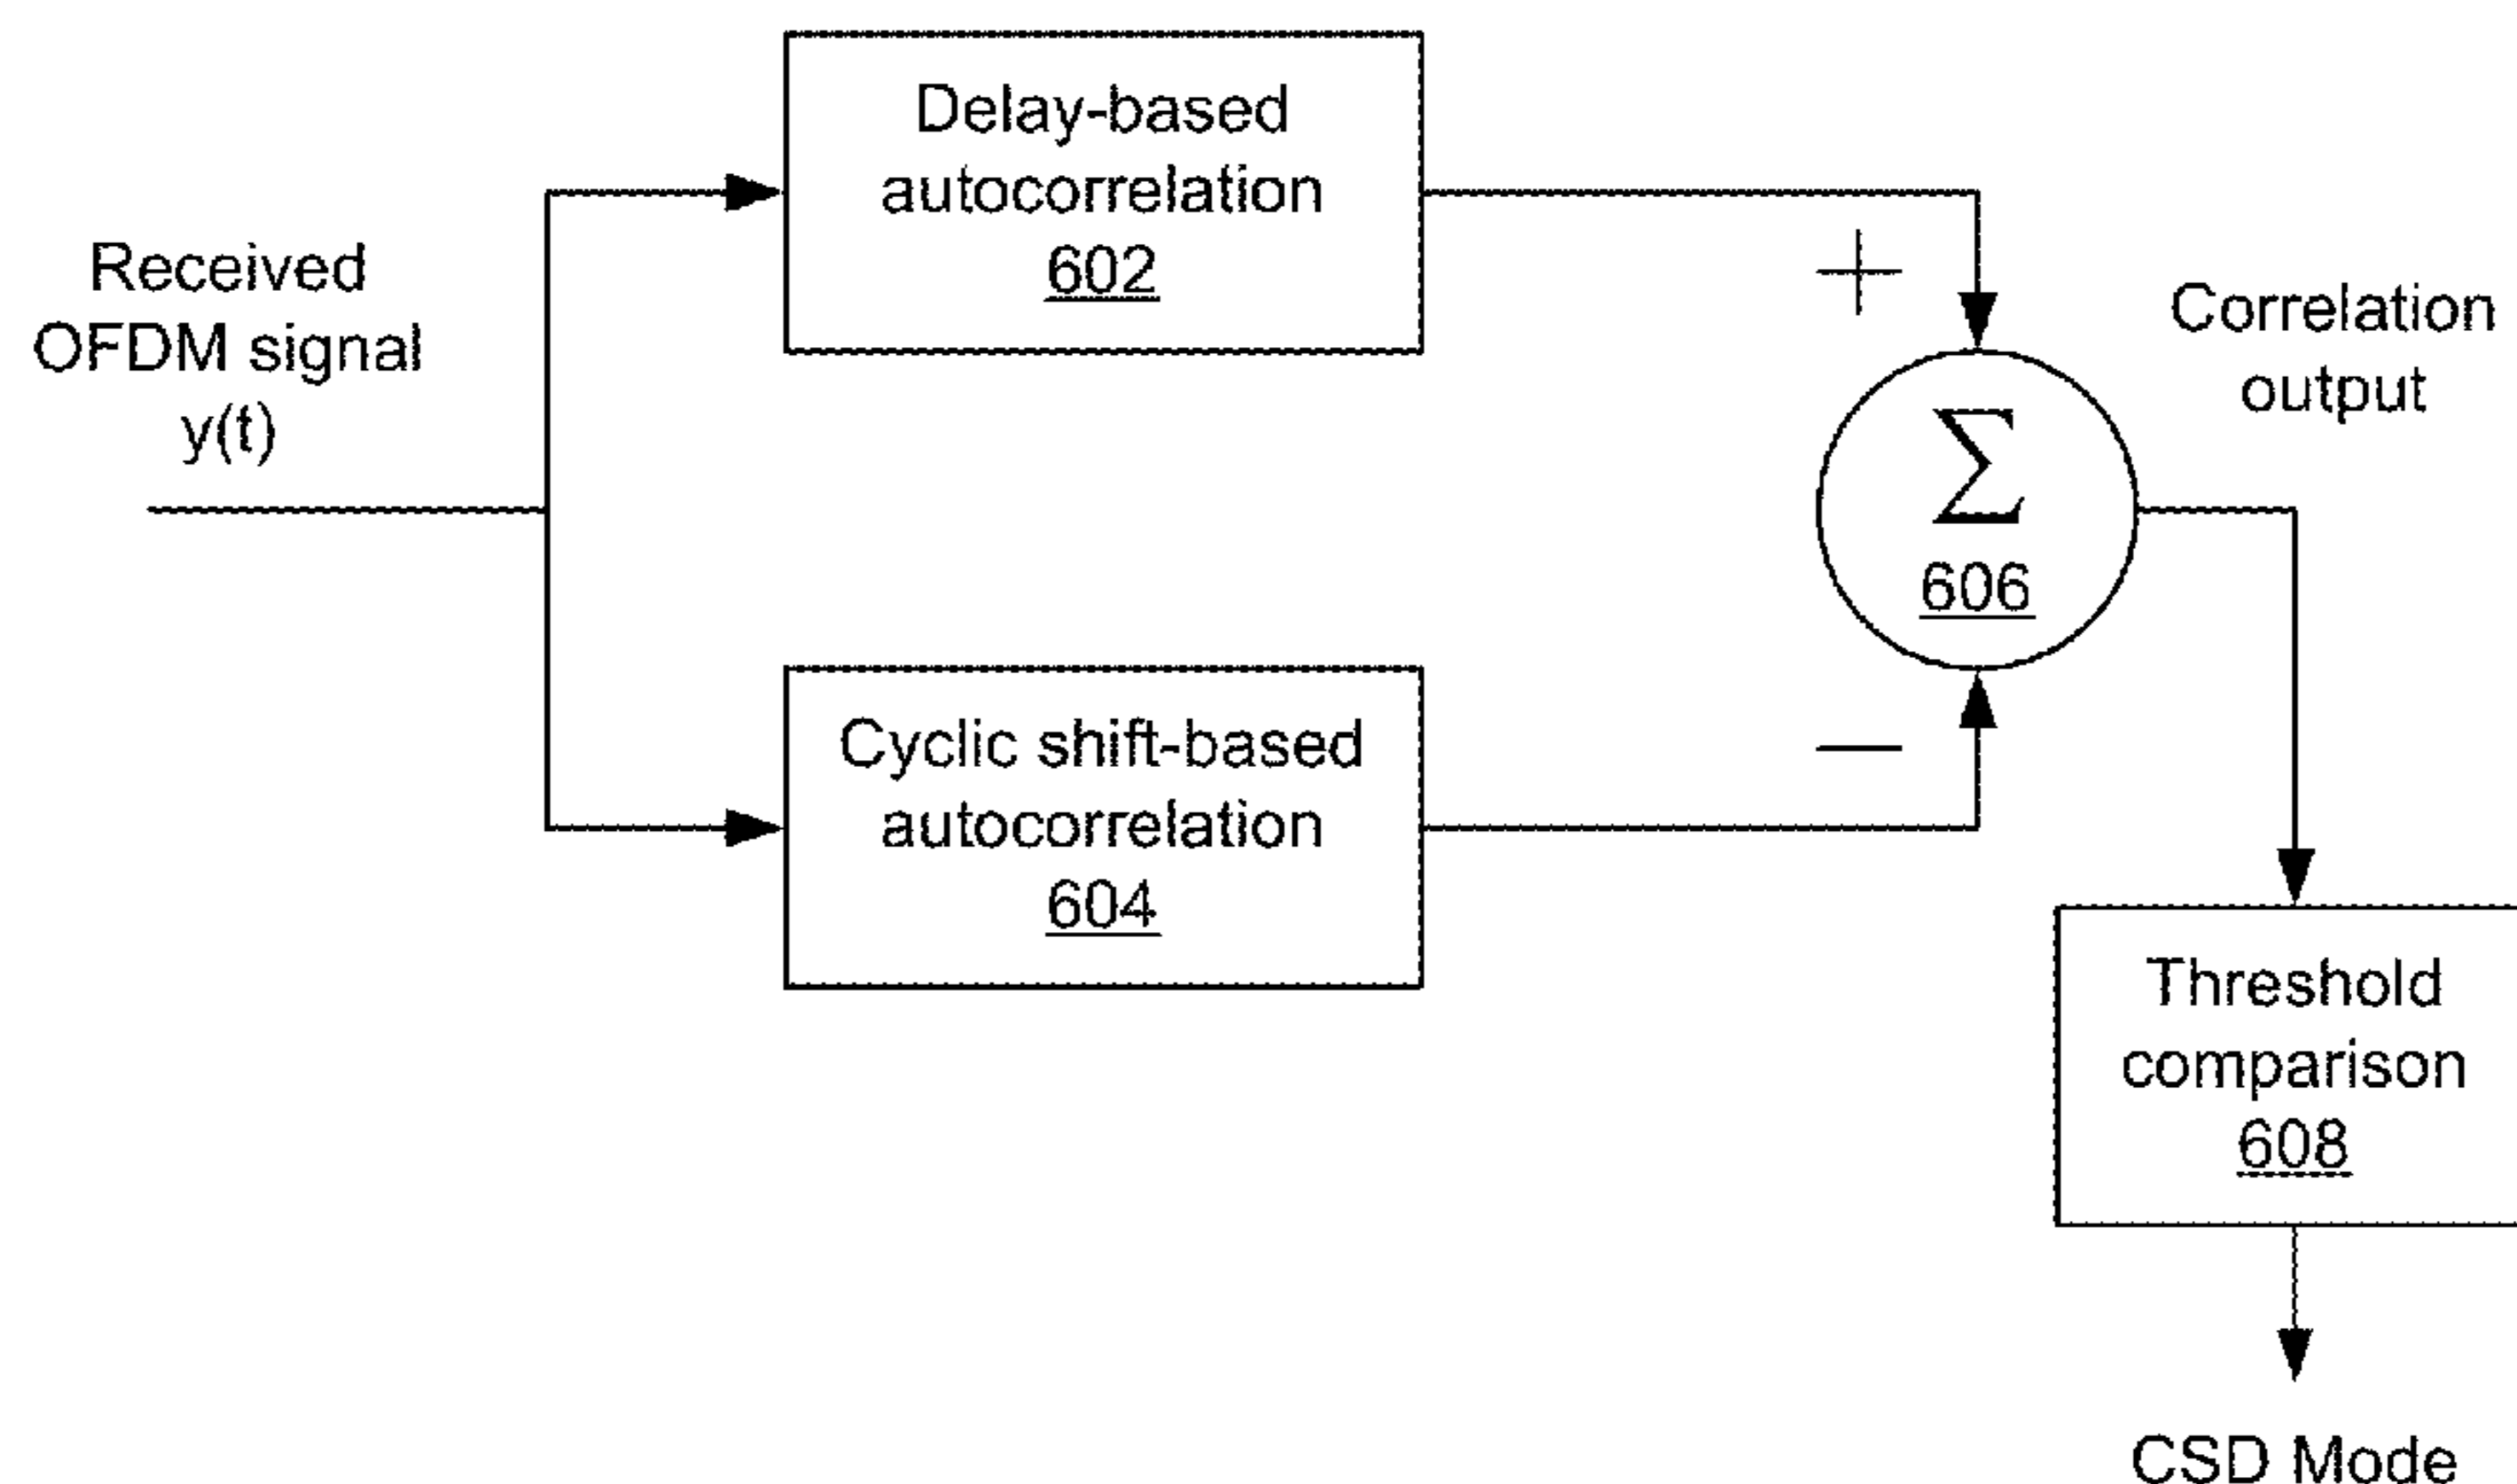 Delay-based
autocorrelation
602
Received
OFDM signal
y(t)
+
Correlation
output
Σ
606
Cyclic shift-based
autocorrelation
604
—
Threshold
comparison
608
CSD Mode